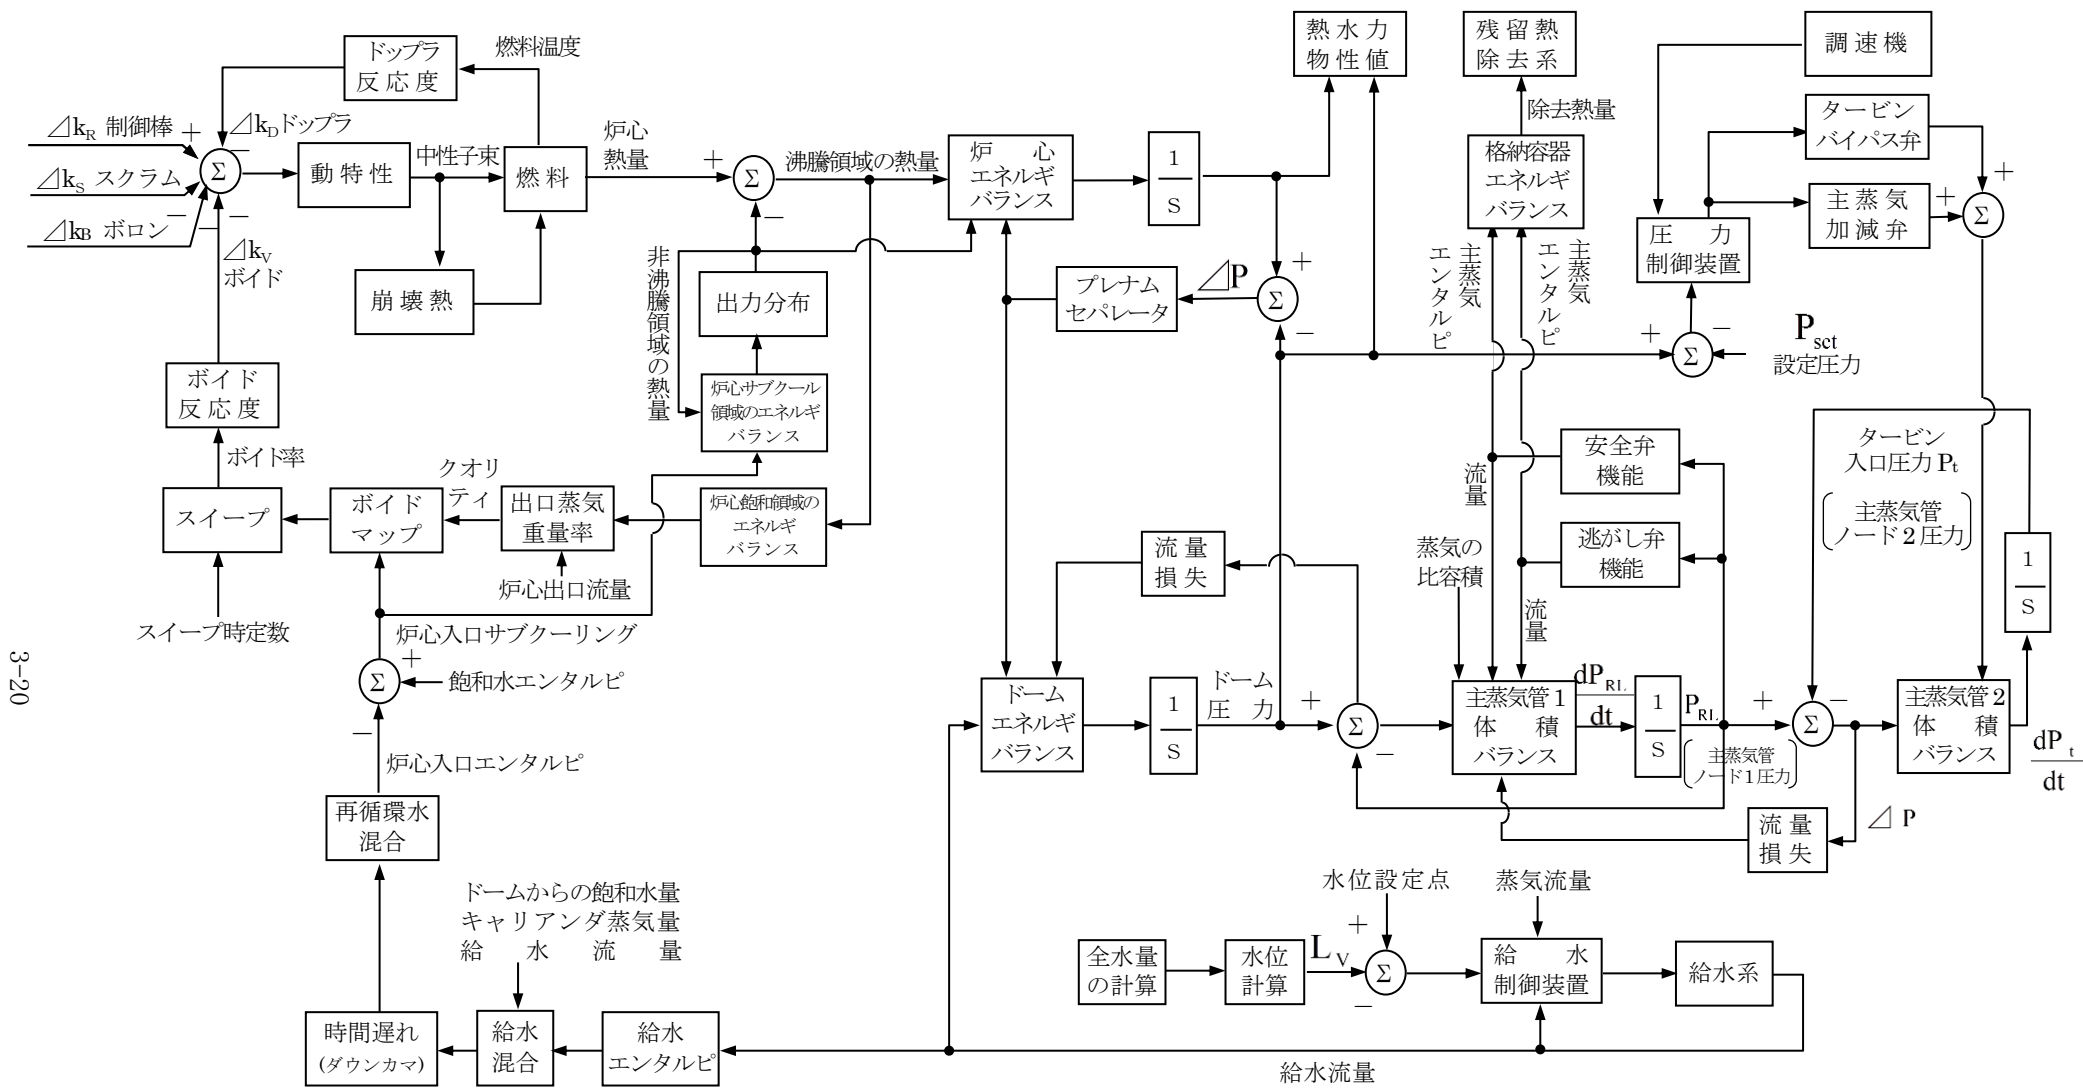 ドップラ
反応度
燃料温度
熱水力
物性値
残留熱
除去系
調速機
⊿kR 制御棒
+
⊿kDドップラ
−
炉心
熱量
除去熱量
タービン
バイパス弁
⊿kS スクラム
Σ
動特性
中性子束
燃料
+
Σ
沸騰領域の熱量
炉心
エネルギ
バランス
1
S
格納容器
エネルギ
バランス
+
主蒸気
加減弁
+
Σ
⊿kB ボロン
−
−
−
−
⊿kV
ボイド
崩壊熱
非沸騰領域の熱量
出力分布
プレナム
セパレータ
⊿P
+
Σ
−
主蒸気
エンタルピ
主蒸気
エンタルピ
圧力
制御装置
+
−
Σ
Psct
設定圧力
ボイド
反応度
炉心サブクール
領域のエネルギ
バランス
ボイド率
クオリ
ティ
流量
安全弁
機能
タービン
入口圧力Pt
主蒸気管
ノード2圧力
スイープ
ボイド
マップ
出口蒸気
重量率
炉心飽和領域の
エネルギ
バランス
流量
損失
蒸気の
比容積
逃がし弁
機能
1
S
炉心出口流量
スイープ時定数
炉心入口サブクーリング
流量
+
Σ
飽和水エンタルピ
−
炉心入口エンタルピ
ドーム
エネルギ
バランス
1
S
ドーム
圧力
+
Σ
−
主蒸気管1
体積
バランス
dPRL
dt
1
S
PRL
主蒸気管
ノード1圧力
+
Σ
−
主蒸気管2
体積
バランス
dPt
dt
3-20
再循環水
混合
流量
損失
⊿P
ドームからの飽和水量
キャリアンダ蒸気量
給水流量
水位設定点
蒸気流量
全水量
の計算
水位
計算
LV
+
Σ
−
給水
制御装置
給水系
時間遅れ
(ダウンカマ)
給水
混合
給水
エンタルピ
給水流量